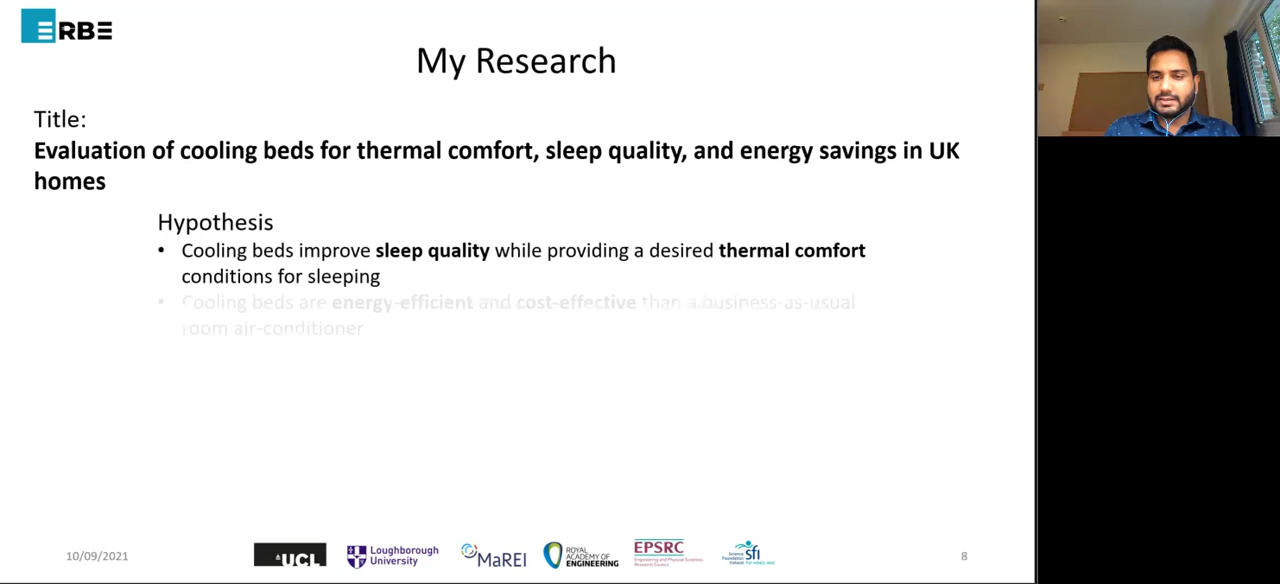 ERBE
My Research
Title:
Evaluation of cooling beds for thermal comfort, sleep quality, and energy savings in UK
homes
Hypothesis
• Cooling beds improve sleep quality while providing a desired thermal comfort
conditions for sleeping
• Cooling beds are energy-efficient and cost-effective than a business-as-usual
room air-conditioner
10/09/2021
UCL
Loughborough
University
MaREI
ROYAL
ACADEMY OF
ENGINEERING
EPSRC
Engineering and Physical Sciences
Research Council
Science
Foundation
Ireland
sfi
8